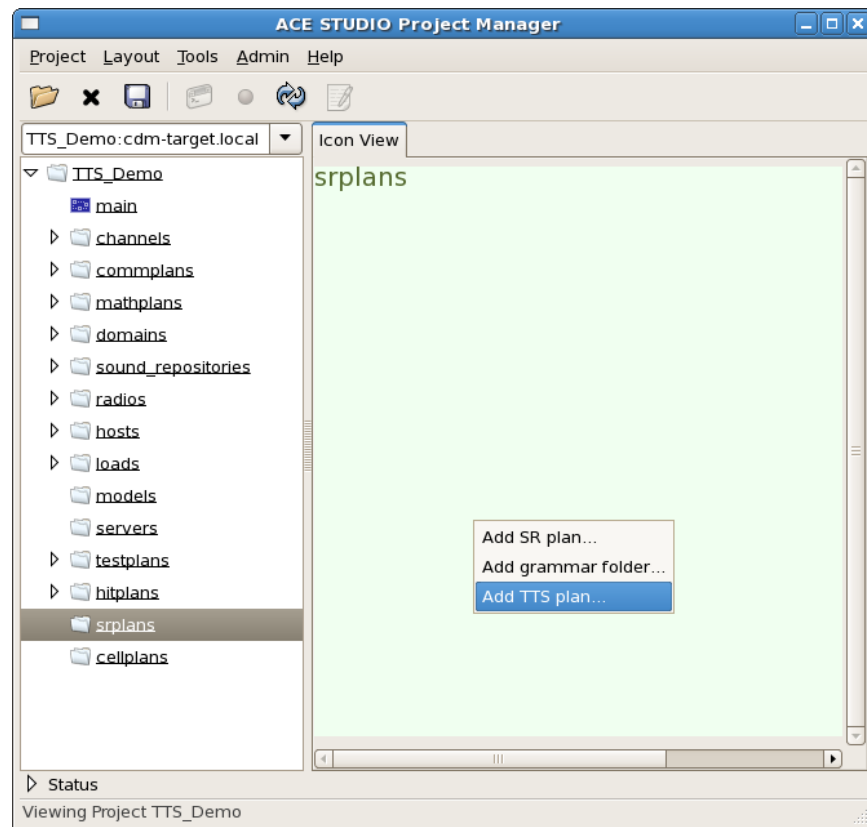 ACE STUDIO Project Manager
Project Layout Tools Admin Help
TTS_Demo:cdm-target.local
Icon View
TTS_Demo
main
channels
commplans
mathplans
domains
sound_repositories
radios
hosts
loads
models
servers
testplans
hitplans
srplans
cellplans
srplans
Add SR plan...
Add grammar folder...
Add TTS plan...
Status
Viewing Project TTS_Demo